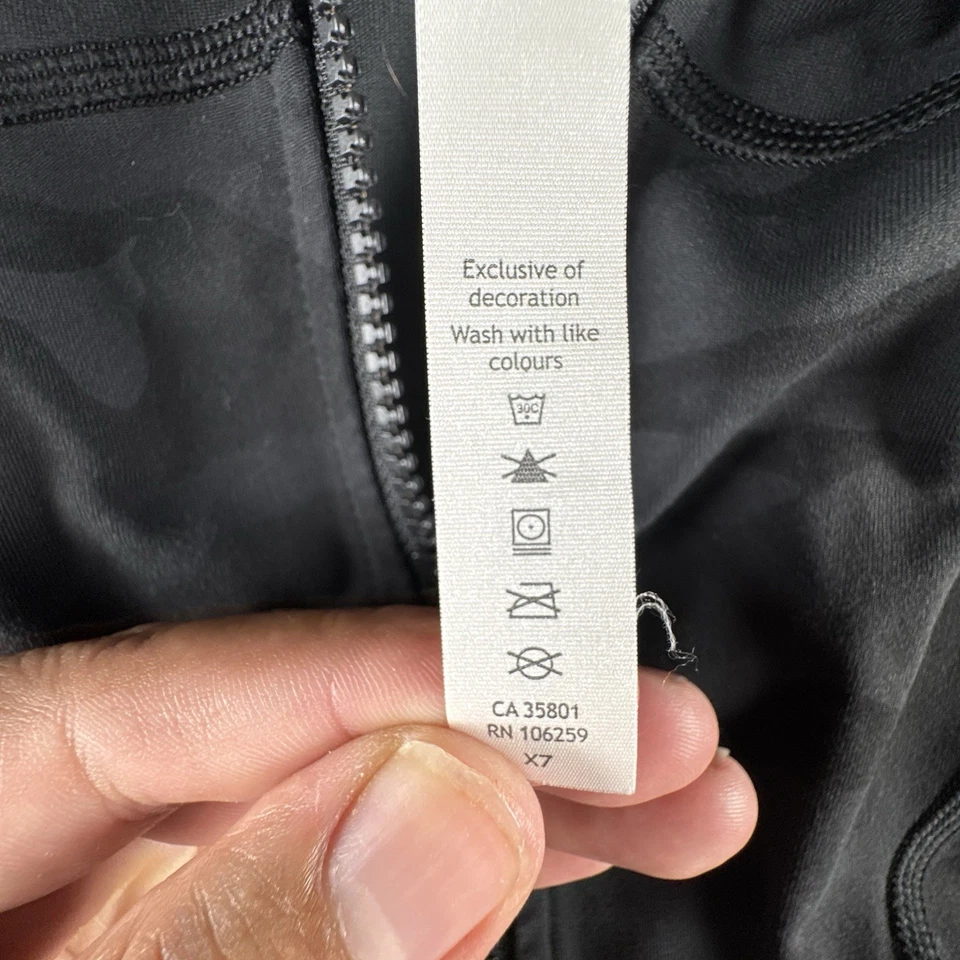 Exclusive of
decoration
Wash with like
colours
30C
CA 35801
RN 106259
X7